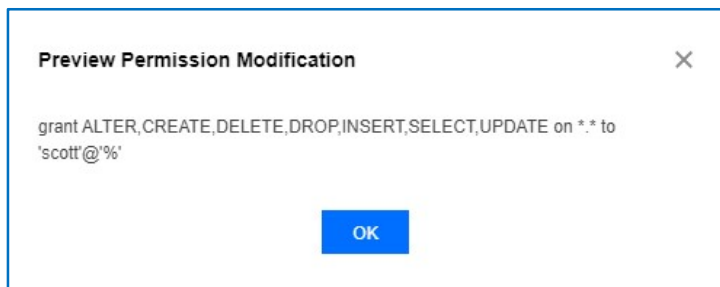 Preview Permission Modification
grant ALTER,CREATE,DELETE,DROP,INSERT,SELECT,UPDATE on *.* to
'scott'@'%'
OK